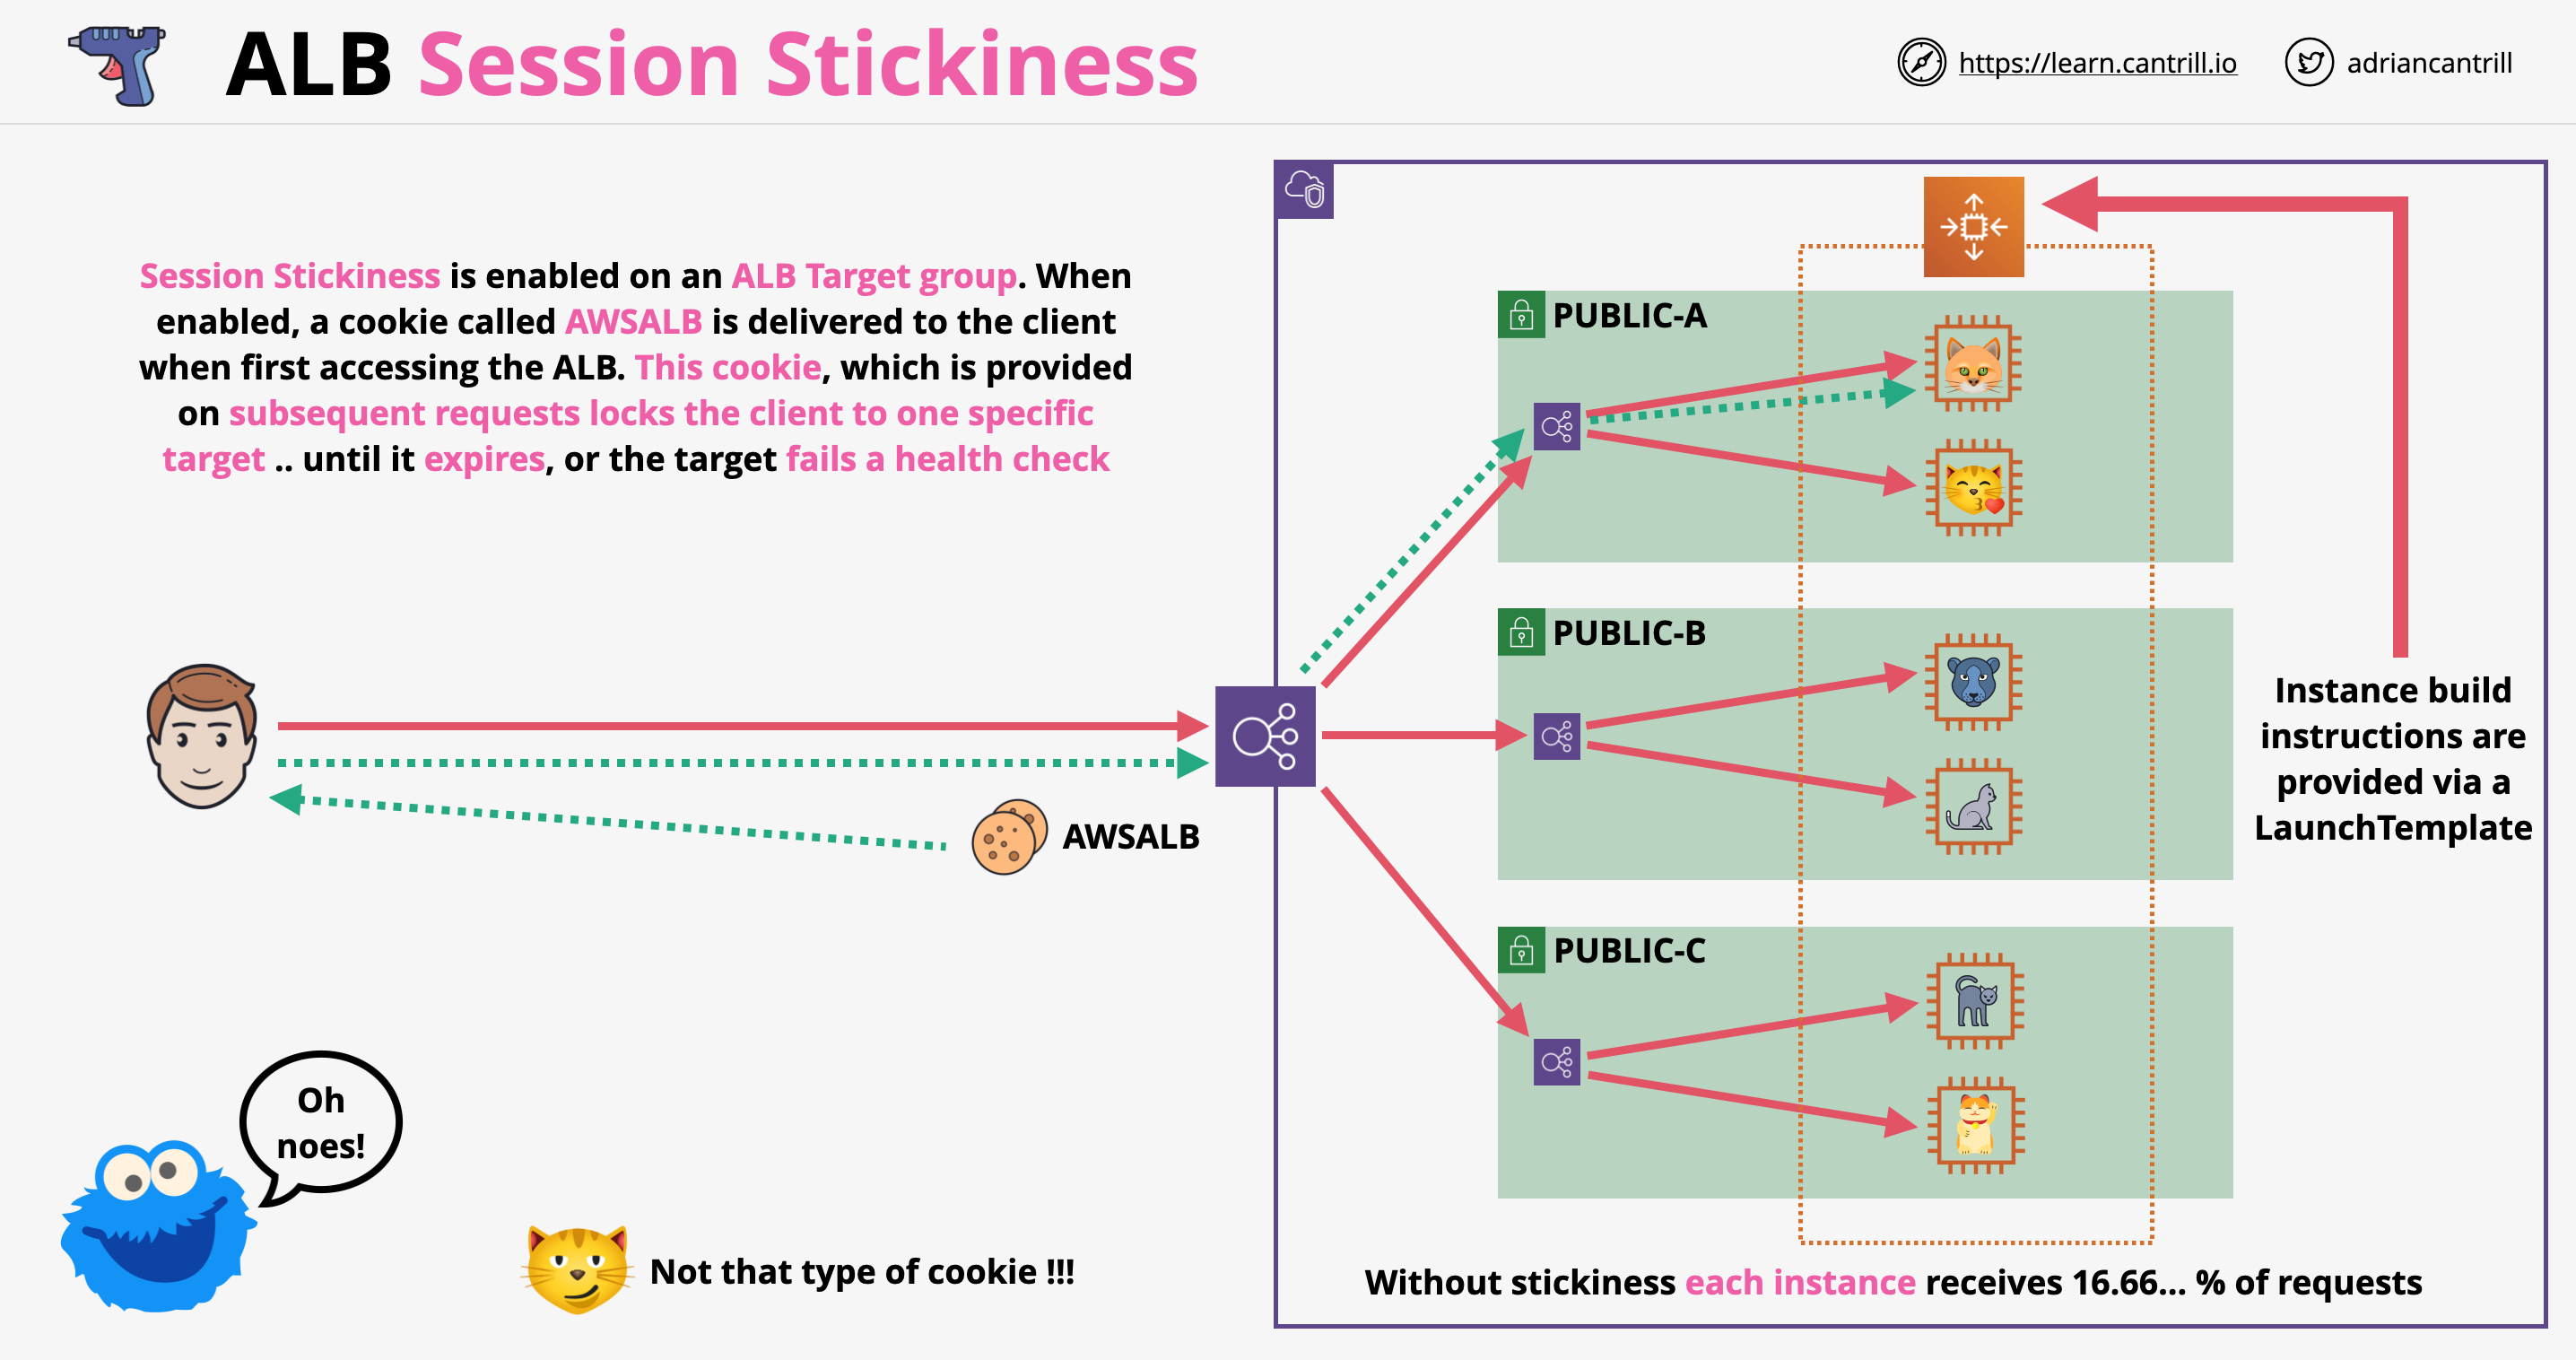 ALB Session Stickiness
https://learn.cantrill.io
adriancantrill
Session Stickiness is enabled on an ALB Target group. When
enabled, a cookie called AWSALB is delivered to the client
when first accessing the ALB. This cookie, which is provided
on subsequent requests locks the client to one specific
target .. until it expires, or the target fails a health check
PUBLIC-A
PUBLIC-B
Instance build
instructions are
provided via a
LaunchTemplate
AWSALB
PUBLIC-C
Oh
noes!
Not that type of cookie !!!
Without stickiness each instance receives 16.66... % of requests